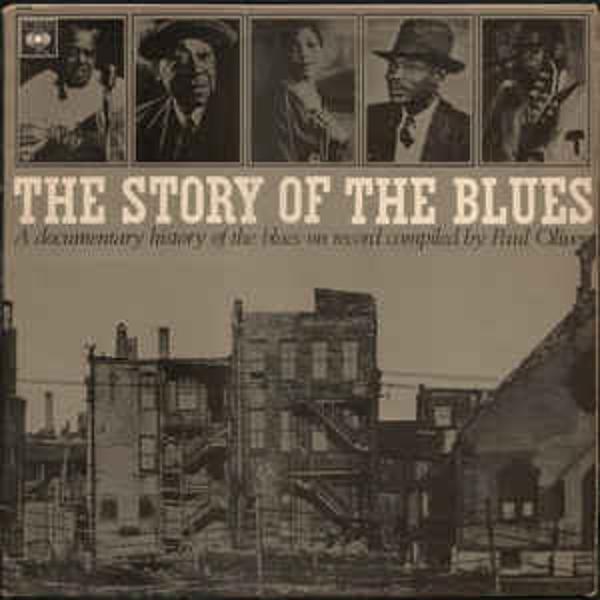 THE STORY OF THE BLUES
A documentary history of the blues on record compiled by Paul Oliver